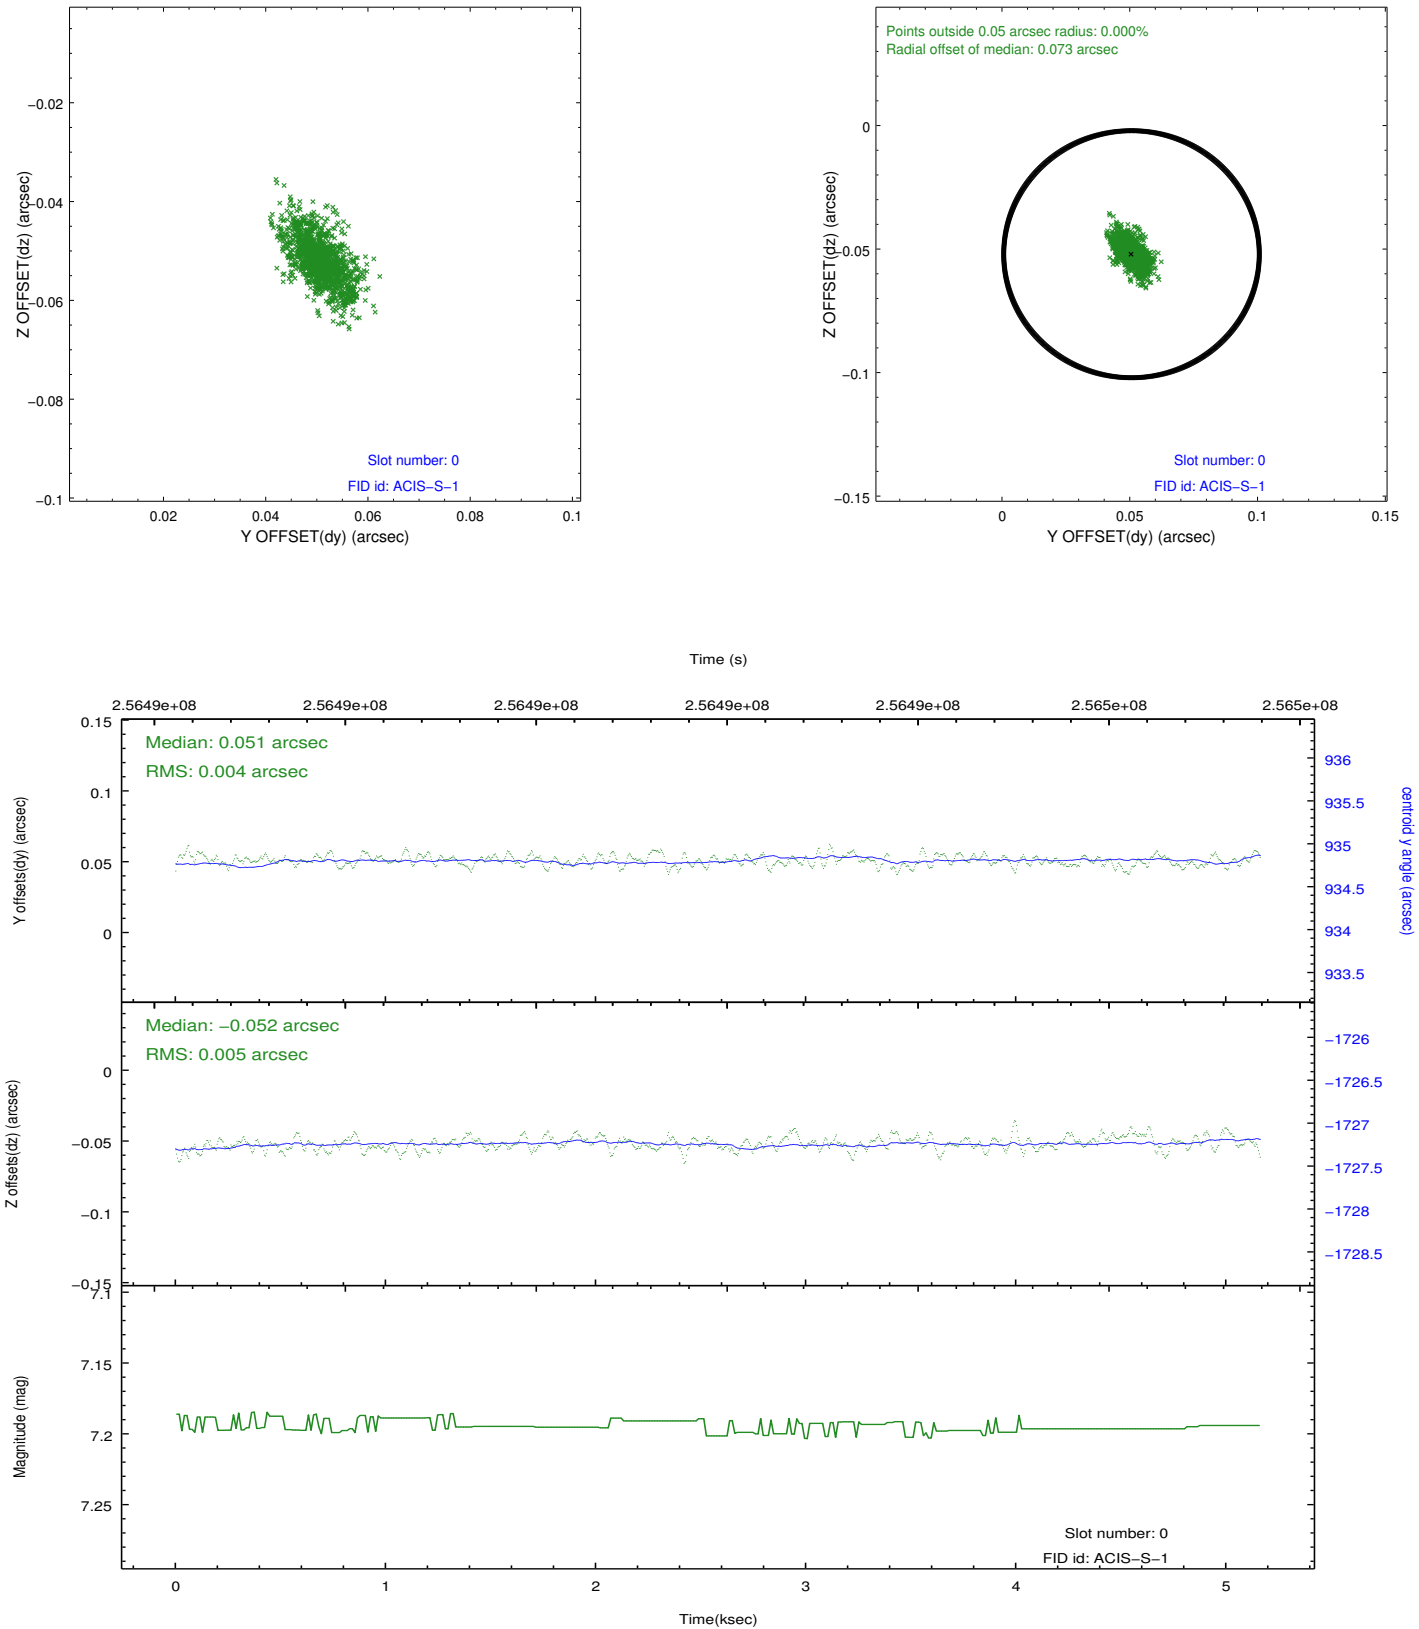 −0.02
−0.04
−0.06
−0.08
−0.1
Z OFFSET(dz) (arcsec)
Slot number: 0
FID id: ACIS−S−1
0.02 0.04 0.06 0.08 0.1
Y OFFSET(dy) (arcsec)
Points outside 0.05 arcsec radius: 0.000%
Radial offset of median: 0.073 arcsec
0
−0.05
−0.1
−0.15
Z OFFSET(dz) (arcsec)
Slot number: 0
FID id: ACIS−S−1
0 0.05 0.1 0.15
Y OFFSET(dy) (arcsec)
Time (s)
2.5649e+08 2.5649e+08 2.5649e+08 2.5649e+08 2.5649e+08 2.565e+08 2.565e+08
0.15
0.1
0.05
0
Y offsets(dy) (arcsec)
Median: 0.051 arcsec
RMS: 0.004 arcsec
936
935.5
935
934.5
934
933.5
centroid y angle (arcsec)
Median: −0.052 arcsec
RMS: 0.005 arcsec
0
−0.05
−0.1
−0.15
Z offsets(dz) (arcsec)
−1726
−1726.5
−1727
−1727.5
−1728
−1728.5
7.1
7.15
7.2
7.25
Magnitude (mag)
Slot number: 0
FID id: ACIS−S−1
0 1 2 3 4 5
Time(ksec)